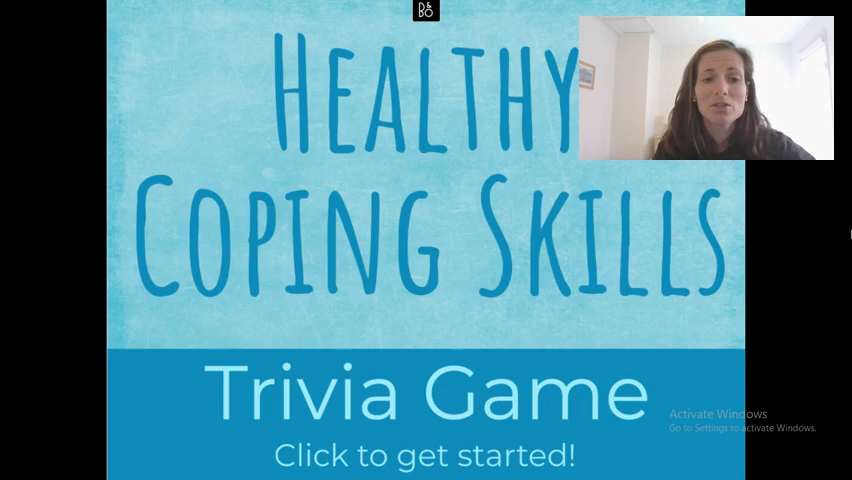 B&O
HEALTHY
COPING SKILLS
Trivia Game
Click to get started!
Activate Windows
Go to Settings to activate Windows.